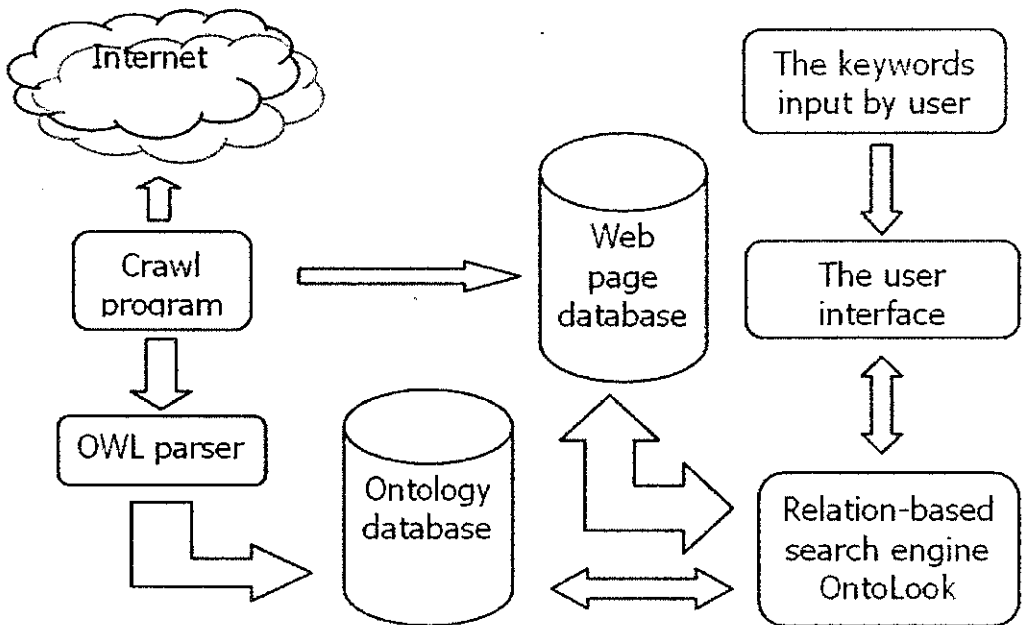 Internet
The keywords
input by user
Crawl
program
Web
page
database
The user
interface
OWL parser
Ontology
database
Relation-based
search engine
OntoLook